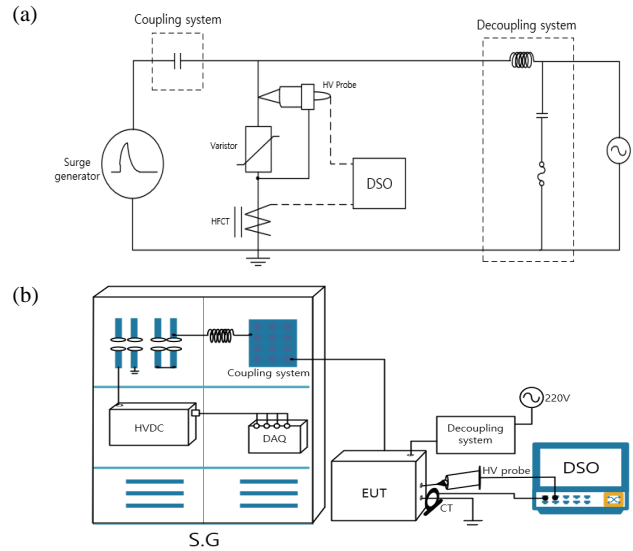 (a)
Coupling system
Decoupling system
HV Probe
Varistor
Surge
generator
DSO
HFCT
(b)
Coupling system
HVDC
DAQ
220V
Decoupling
system
HV probe
DSO
EUT
CT
S.G